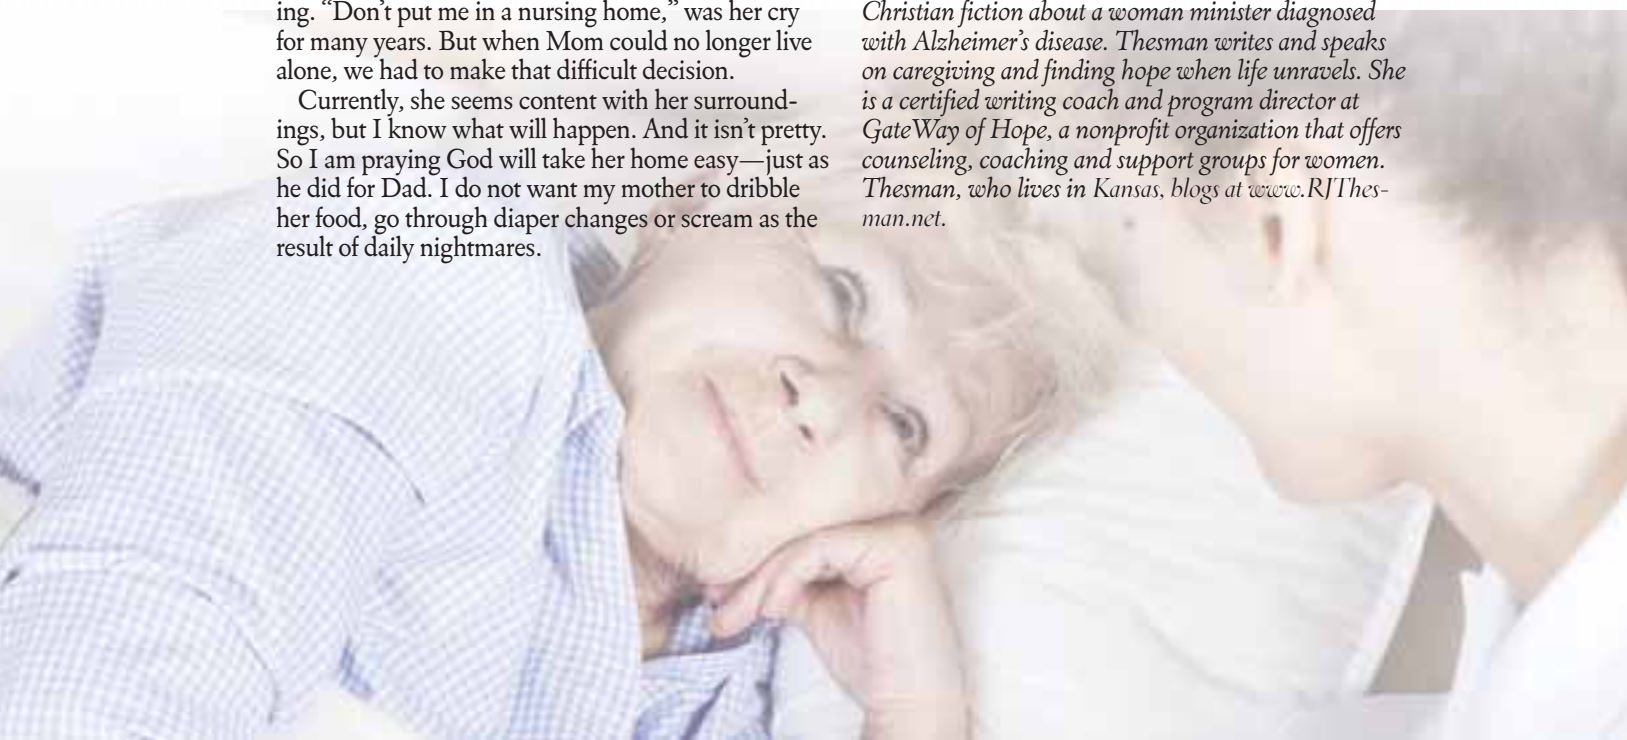 ing. “Don’t put me in a nursing home,” was her cry
for many years. But when Mom could no longer live
alone, we had to make that difficult decision.
Currently, she seems content with her surround-
ings, but I know what will happen. And it isn’t pretty.
So I am praying God will take her home easy—just as
he did for Dad. I do not want my mother to dribble
her food, go through diaper changes or scream as the
result of daily nightmares.
Christian fiction about a woman minister diagnosed
with Alzheimer’s disease. Thesman writes and speaks
on caregiving and finding hope when life unravels. She
is a certified writing coach and program director at
GateWay of Hope, a nonprofit organization that offers
counseling, coaching and support groups for women.
Thesman, who lives in Kansas, blogs at www.RJThes-
man.net.